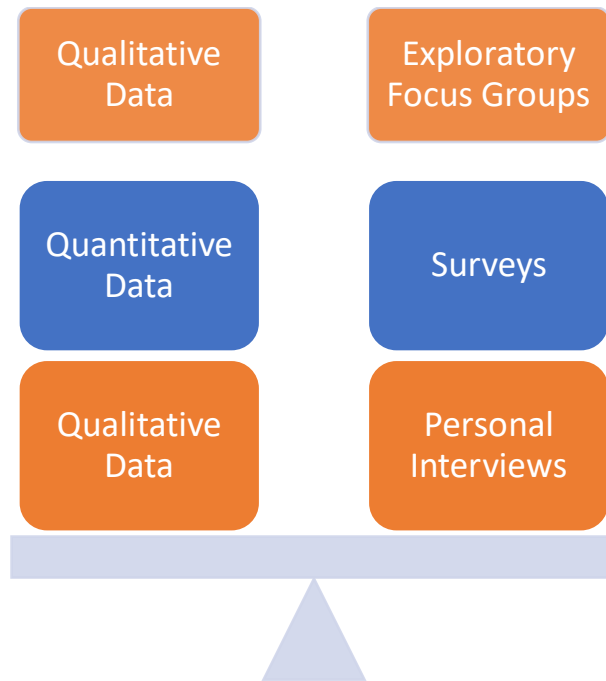 Qualitative
Data
Exploratory
Focus Groups
Quantitative
Data
Surveys
Qualitative
Data
Personal
Interviews